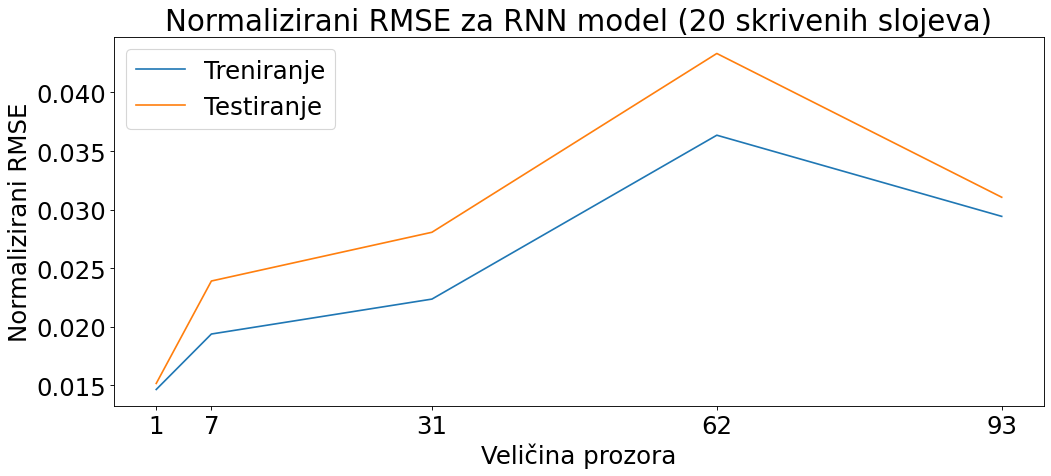 Normalizirani RMSE za RNN model (20 skrivenih slojeva)
Treniranje
Testiranje
Normalizirani RMSE
0.040
0.035
0.030
0.025
0.020
0.015
1 7 31 62 93
Veličina prozora